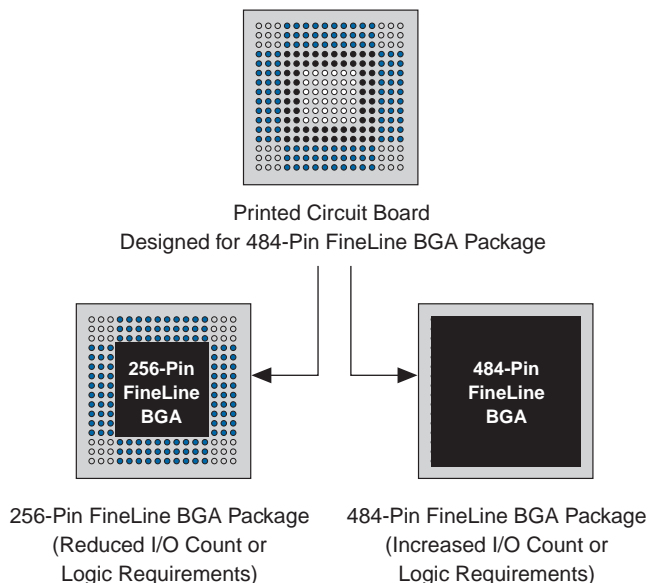 Printed Circuit Board
Designed for 484-Pin FineLine BGA Package
256-Pin
FineLine
BGA
484-Pin
FineLine
BGA
256-Pin FineLine BGA Package
(Reduced I/O Count or
Logic Requirements)
484-Pin FineLine BGA Package
(Increased I/O Count or
Logic Requirements)